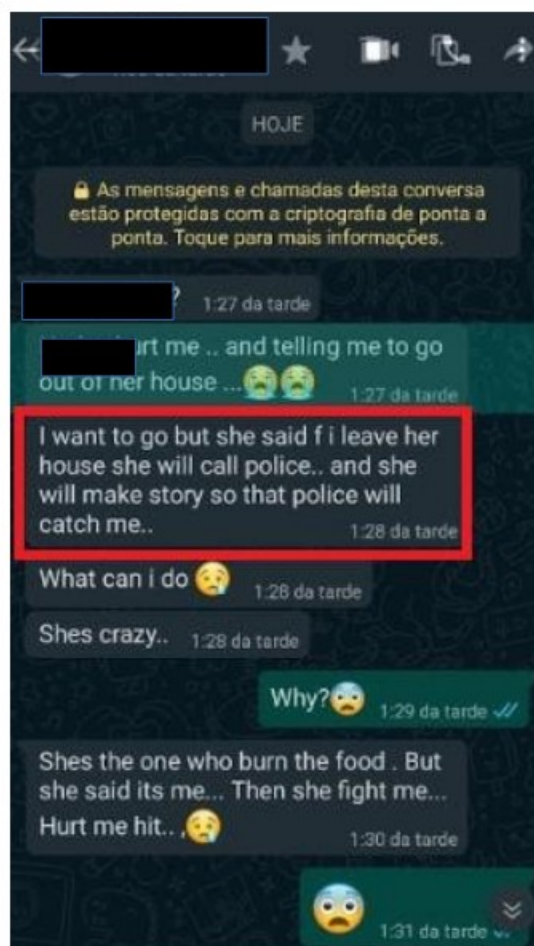 HOJE
As mensagens e chamadas desta conversa
estão protegidas com a criptografia de ponta a
ponta. Toque para mais informações.
? 1:27 da tarde
urt me .. and telling me to go
out of her house ...😭😭 1:27 da tarde
I want to go but she said f i leave her
house she will call police.. and she
will make story so that police will
catch me.. 1:28 da tarde
What can i do 😢 1:28 da tarde
Shes crazy.. 1:28 da tarde
Why?😨 1:29 da tarde
Shes the one who burn the food . But
she said its me... Then she fight me...
Hurt me hit.. ,😢 1:30 da tarde
😨 1:31 da tarde